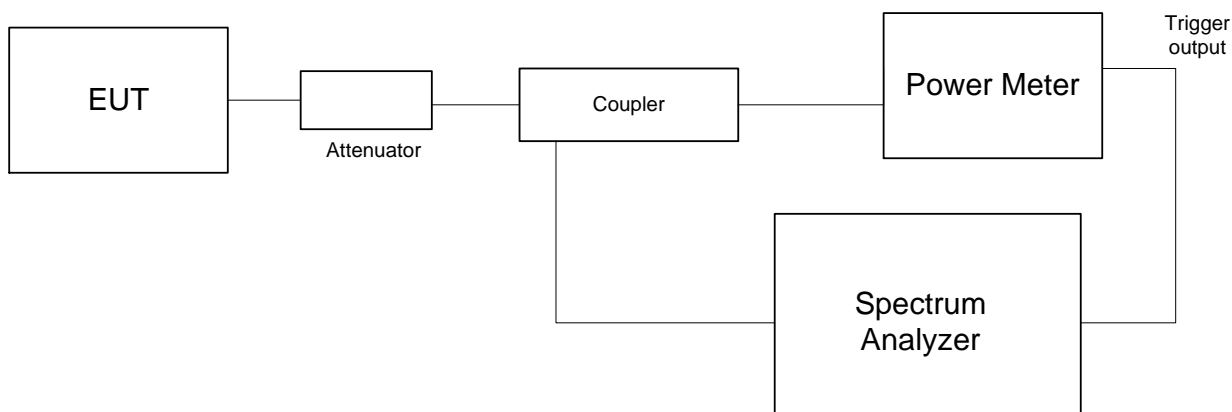 EUT
Attenuator
Coupler
Power Meter
Trigger
output
Spectrum
Analyzer